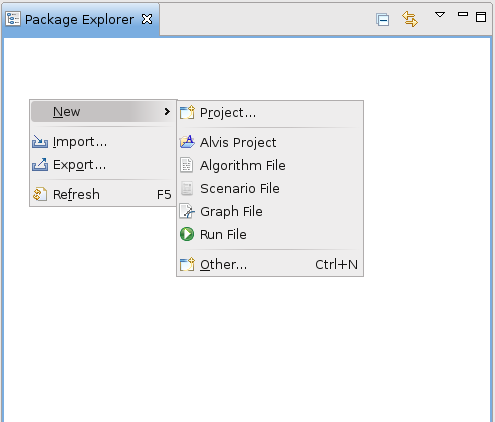 Package Explorer
New
Import...
Export...
Refresh F5
Project...
Alvis Project
Algorithm File
Scenario File
Graph File
Run File
Other... Ctrl+N